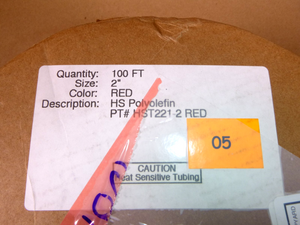 Quantity: 100 FT
Size: 2"
Color: RED
Description: HS Polyolefin
PT# HST221 2 RED
05
CAUTION
Heat Sensitive Tubing